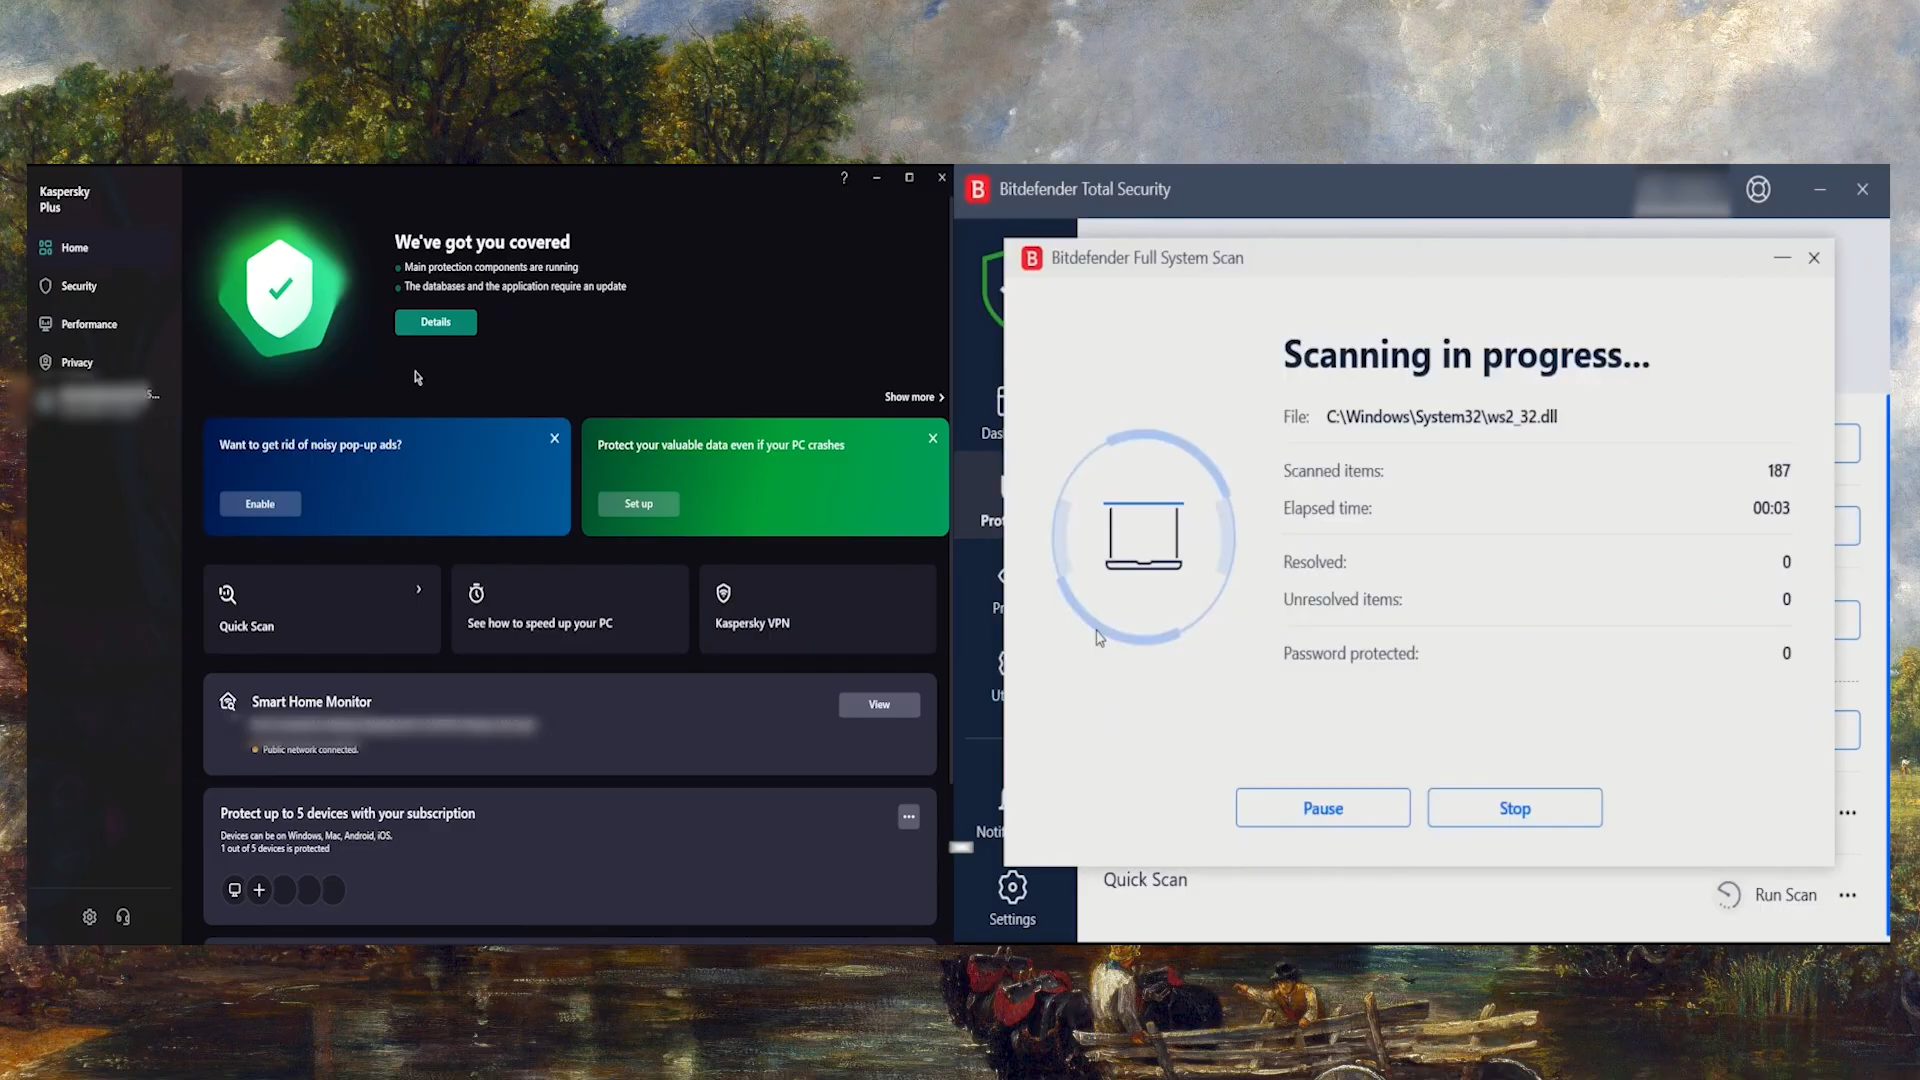 Kaspersky
Plus
Home
Security
Performance
Privacy
?
We've got you covered
Main protection components are running
The databases and the application require an update
Details
Show more
Want to get rid of noisy pop-up ads?
Enable
Protect your valuable data even if your PC crashes
Set up
Quick Scan
See how to speed up your PC
Kaspersky VPN
Smart Home Monitor
Public network connected.
View
Protect up to 5 devices with your subscription
Devices can be on Windows, Mac, Android, iOS.
1 out of 5 devices is protected
B Bitdefender Total Security
B Bitdefender Full System Scan
Scanning in progress...
File: C:\Windows\System32\ws2_32.dll
Scanned items: 187
Elapsed time: 00:03
Resolved: 0
Unresolved items: 0
Password protected: 0
Pause
Stop
Quick Scan
Run Scan
Settings